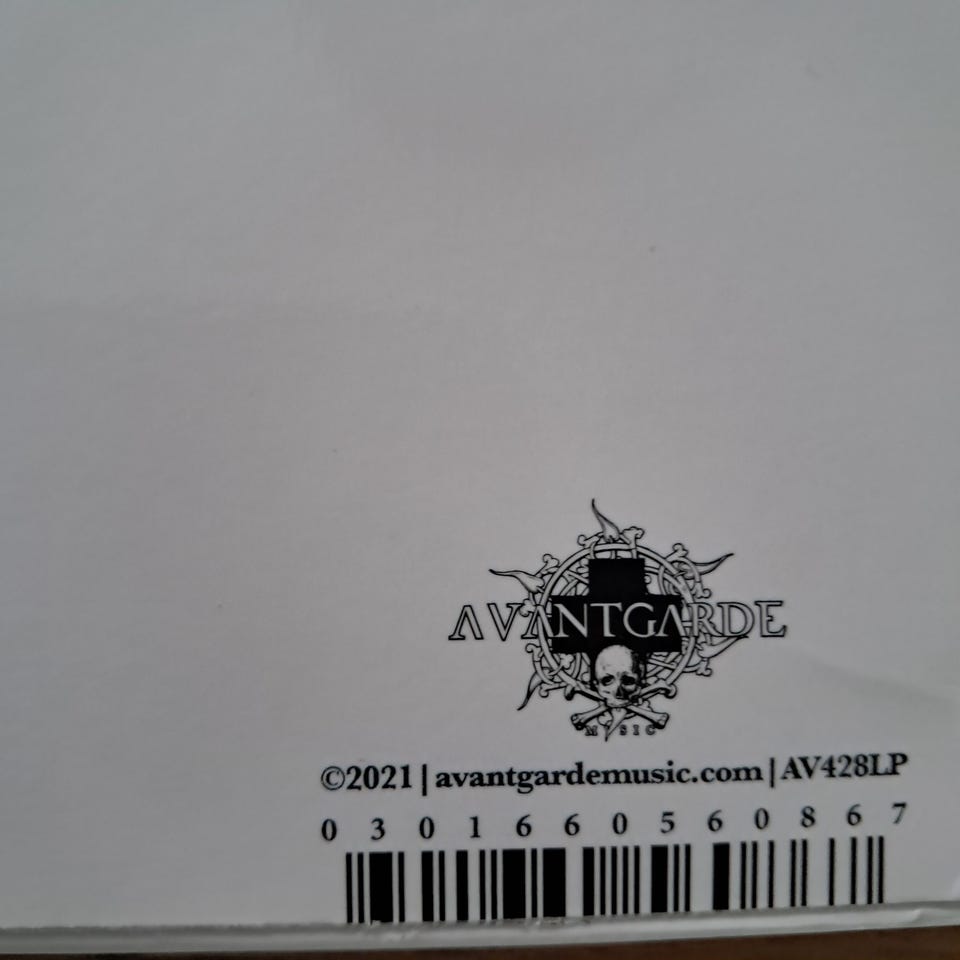 AVANTGARDE
MUSIC
©2021 | avantgardemusic.com | AV428LP
0 3 0 1 6 6 0 5 6 0 8 6 7